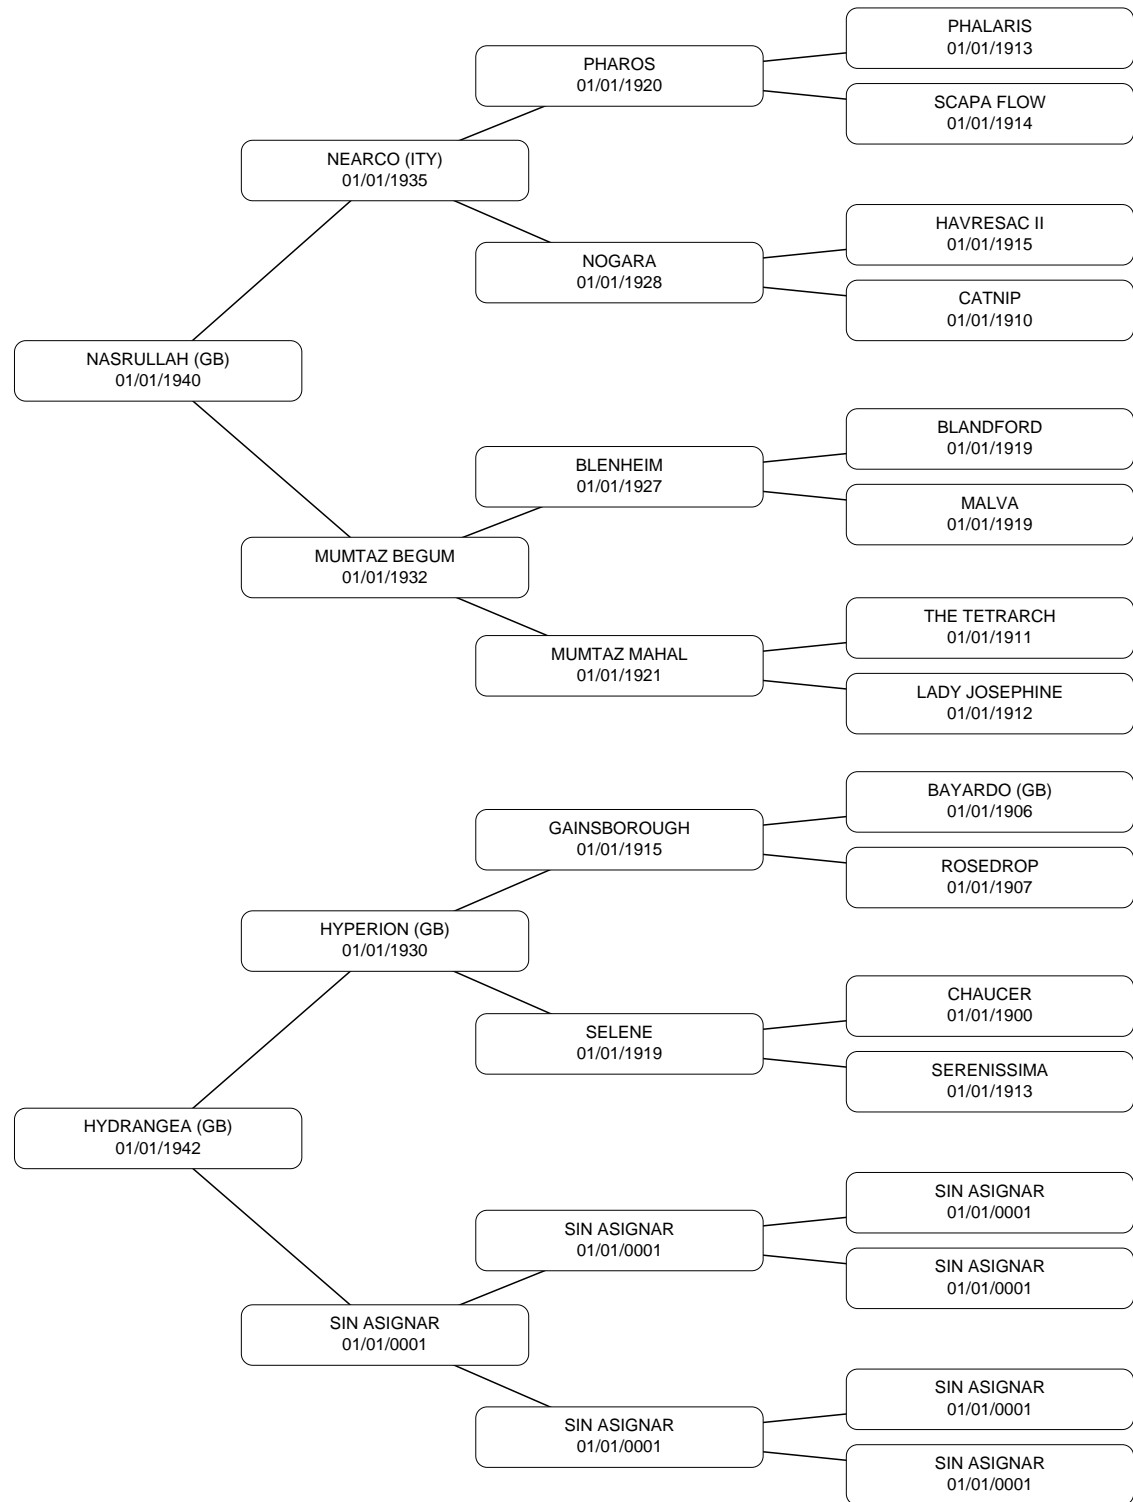 PHALARIS
01/01/1913
PHAROS
01/01/1920
SCAPA FLOW
01/01/1914
NEARCO (ITY)
01/01/1935
HAVRESAC II
01/01/1915
NOGARA
01/01/1928
CATNIP
01/01/1910
NASRULLAH (GB)
01/01/1940
BLANDFORD
01/01/1919
BLENHEIM
01/01/1927
MALVA
01/01/1919
MUMTAZ BEGUM
01/01/1932
THE TETRARCH
01/01/1911
MUMTAZ MAHAL
01/01/1921
LADY JOSEPHINE
01/01/1912
BAYARDO (GB)
01/01/1906
GAINSBOROUGH
01/01/1915
ROSEDROP
01/01/1907
HYPERION (GB)
01/01/1930
CHAUCER
01/01/1900
SELENE
01/01/1919
SERENISSIMA
01/01/1913
HYDRANGEA (GB)
01/01/1942
SIN ASIGNAR
01/01/0001
SIN ASIGNAR
01/01/0001
SIN ASIGNAR
01/01/0001
SIN ASIGNAR
01/01/0001
SIN ASIGNAR
01/01/0001
SIN ASIGNAR
01/01/0001
SIN ASIGNAR
01/01/0001